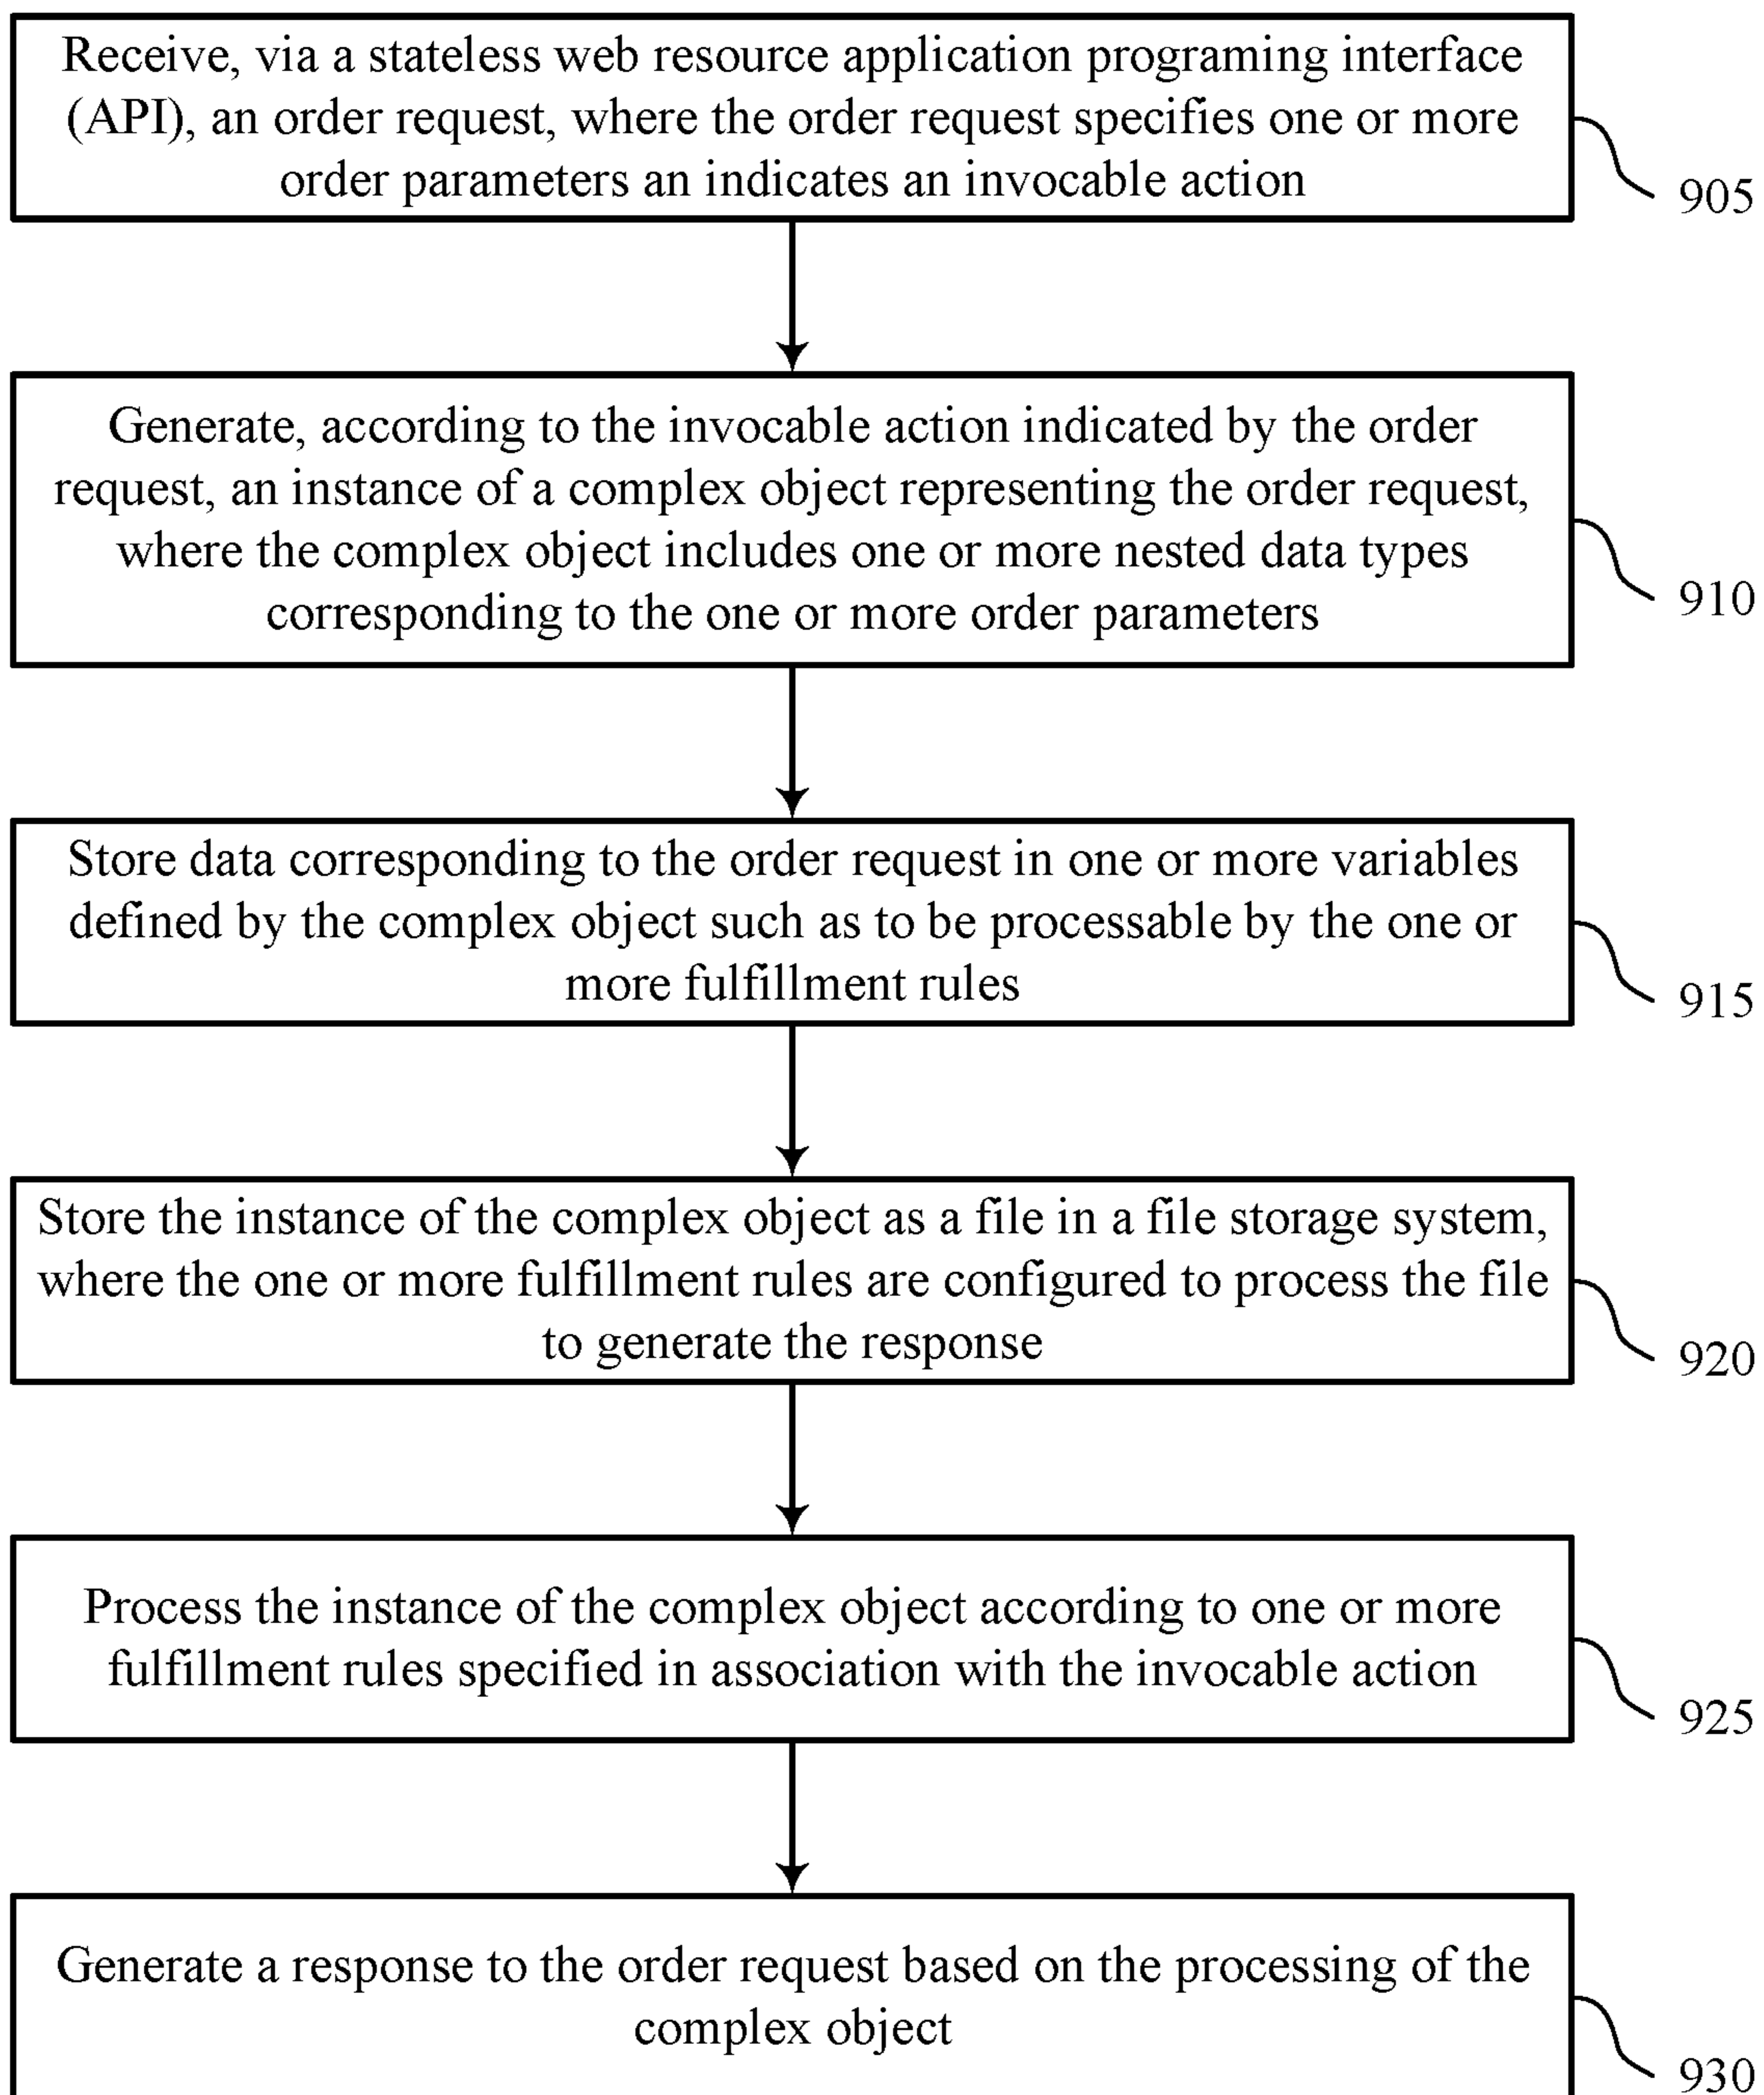 Receive, via a stateless web resource application programing interface
(API), an order request, where the order request specifies one or more
order parameters an indicates an invocable action
905
Generate, according to the invocable action indicated by the order
request, an instance of a complex object representing the order request,
where the complex object includes one or more nested data types
corresponding to the one or more order parameters
910
Store data corresponding to the order request in one or more variables
defined by the complex object such as to be processable by the one or
more fulfillment rules
915
Store the instance of the complex object as a file in a file storage system,
where the one or more fulfillment rules are configured to process the file
to generate the response
920
Process the instance of the complex object according to one or more
fulfillment rules specified in association with the invocable action
925
Generate a response to the order request based on the processing of the
complex object
930